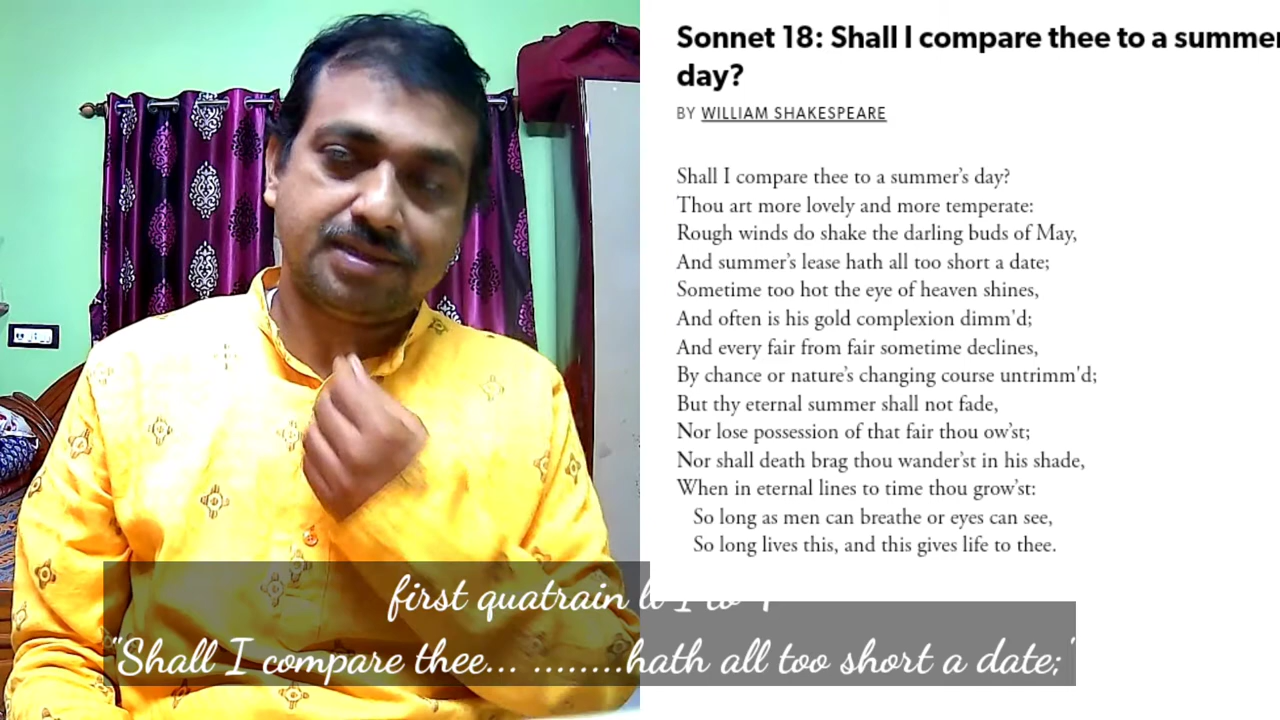 Sonnet 18: Shall I compare thee to a summer
day?
BY WILLIAM SHAKESPEARE
Shall I compare thee to a summer’s day?
Thou art more lovely and more temperate:
Rough winds do shake the darling buds of May,
And summer’s lease hath all too short a date;
Sometime too hot the eye of heaven shines,
And often is his gold complexion dimm'd;
And every fair from fair sometime declines,
By chance or nature’s changing course untrimm'd;
But thy eternal summer shall not fade,
Nor lose possession of that fair thou ow’st;
Nor shall death brag thou wander’st in his shade,
When in eternal lines to time thou grow’st:
So long as men can breathe or eyes can see,
So long lives this, and this gives life to thee.
first quatrain
"Shall I compare thee... ........hath all too short a date;"